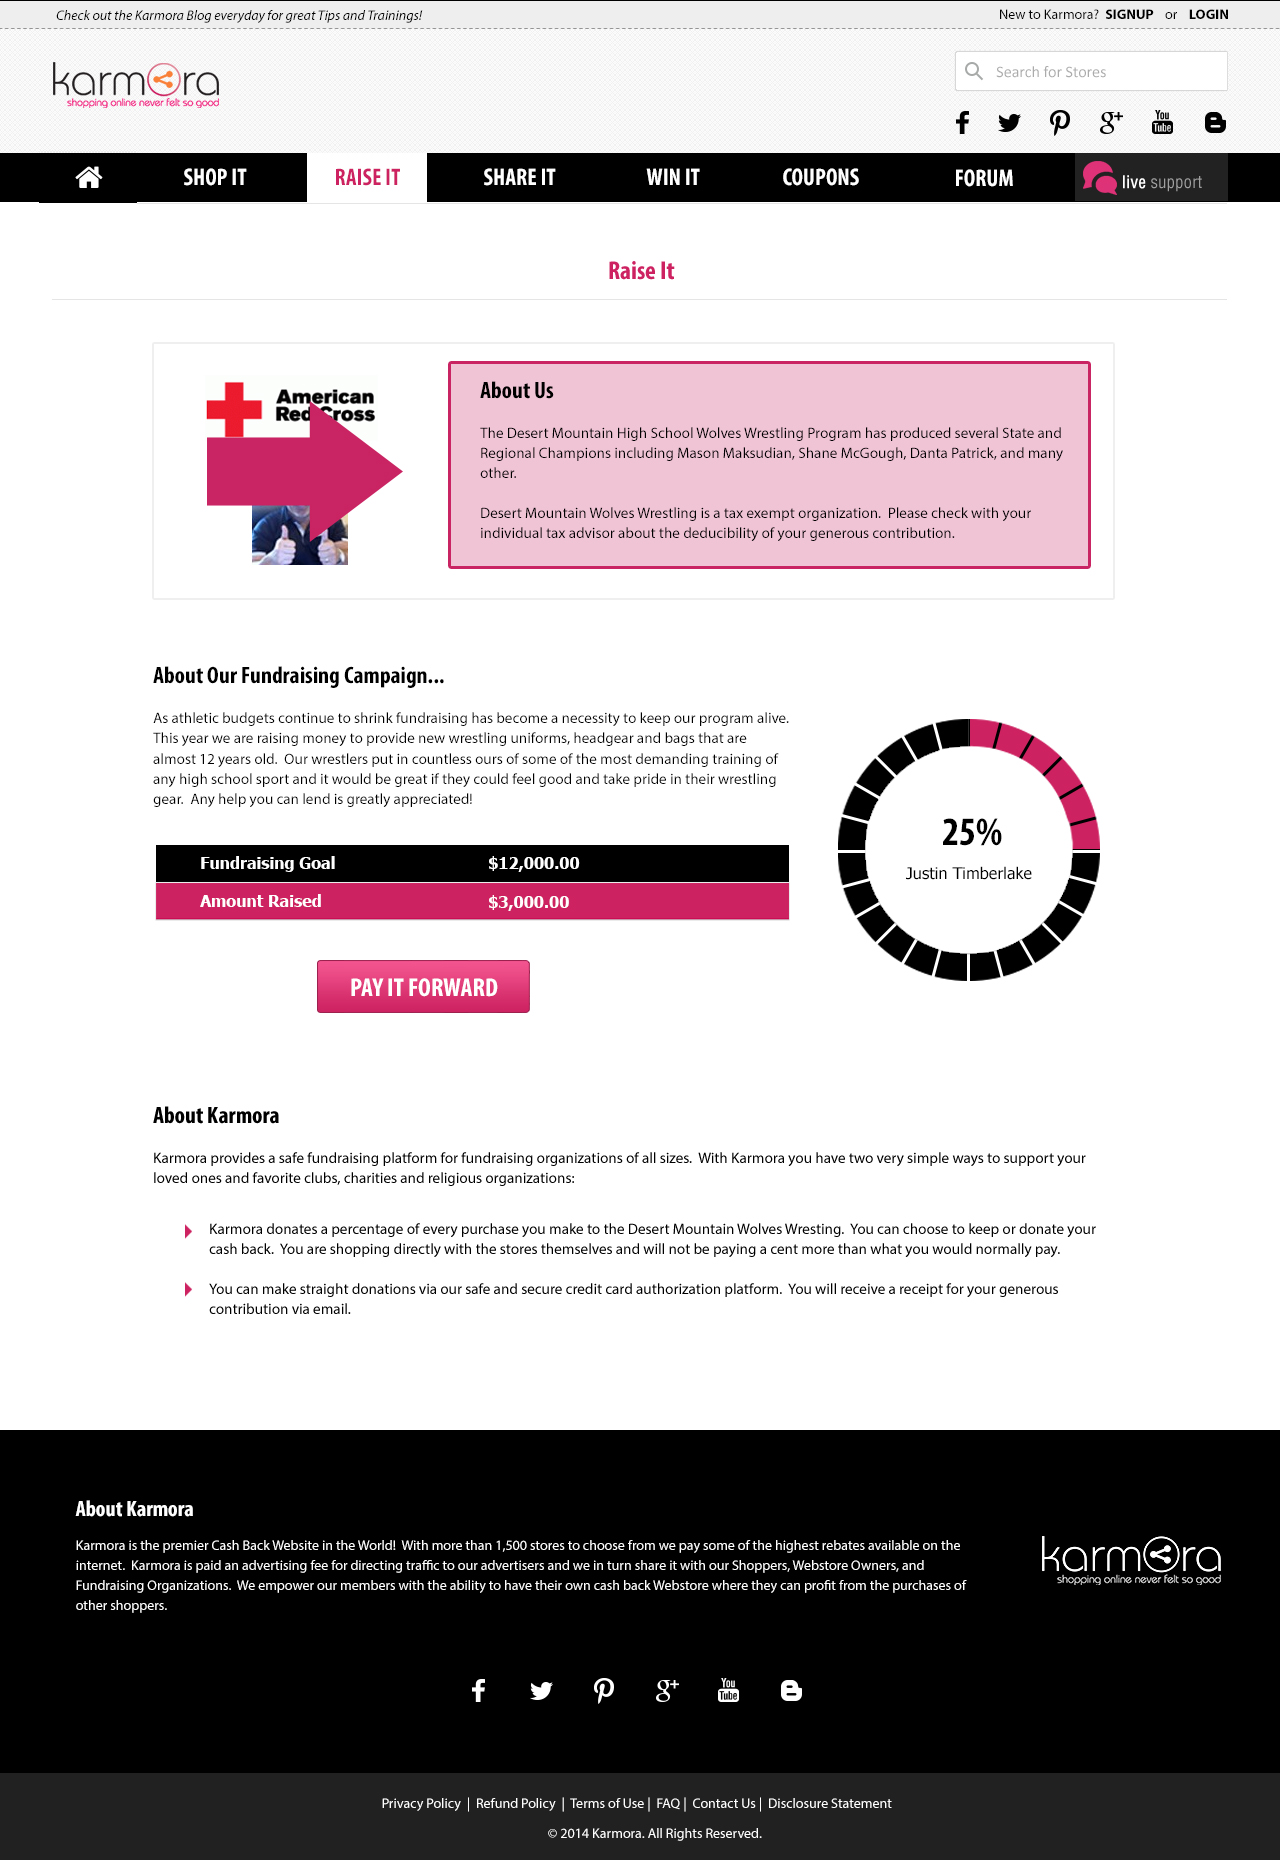 Check out the Karmora Blog everyday for great Tips and Trainings!
New to Karmora? SIGNUP or LOGIN
karmora
shopping online never felt so good
Search for Stores
You
Tube
SHOP IT
RAISE IT
SHARE IT
WIN IT
COUPONS
FORUM
live support
Raise It
American
Red Cross
About Us
The Desert Mountain High School Wolves Wrestling Program has produced several State and
Regional Champions including Mason Maksudian, Shane McGough, Danta Patrick, and many
other.
Desert Mountain Wolves Wrestling is a tax exempt organization. Please check with your
individual tax advisor about the deducibility of your generous contribution.
About Our Fundraising Campaign...
As athletic budgets continue to shrink fundraising has become a necessity to keep our program alive.
This year we are raising money to provide new wrestling uniforms, headgear and bags that are
almost 12 years old. Our wrestlers put in countless ours of some of the most demanding training of
any high school sport and it would be great if they could feel good and take pride in their wrestling
gear. Any help you can lend is greatly appreciated!
Fundraising Goal $12,000.00
Amount Raised $3,000.00
25%
Justin Timberlake
PAY IT FORWARD
About Karmora
Karmora provides a safe fundraising platform for fundraising organizations of all sizes. With Karmora you have two very simple ways to support your
loved ones and favorite clubs, charities and religious organizations:
Karmora donates a percentage of every purchase you make to the Desert Mountain Wolves Wresting. You can choose to keep or donate your
cash back. You are shopping directly with the stores themselves and will not be paying a cent more than what you would normally pay.
You can make straight donations via our safe and secure credit card authorization platform. You will receive a receipt for your generous
contribution via email.
About Karmora
Karmora is the premier Cash Back Website in the World! With more than 1,500 stores to choose from we pay some of the highest rebates available on the
internet. Karmora is paid an advertising fee for directing traffic to our advertisers and we in turn share it with our Shoppers, Webstore Owners, and
Fundraising Organizations. We empower our members with the ability to have their own cash back Webstore where they can profit from the purchases of
other shoppers.
karmora
shopping online never felt so good
You
Tube
Privacy Policy | Refund Policy | Terms of Use | FAQ | Contact Us | Disclosure Statement
© 2014 Karmora. All Rights Reserved.